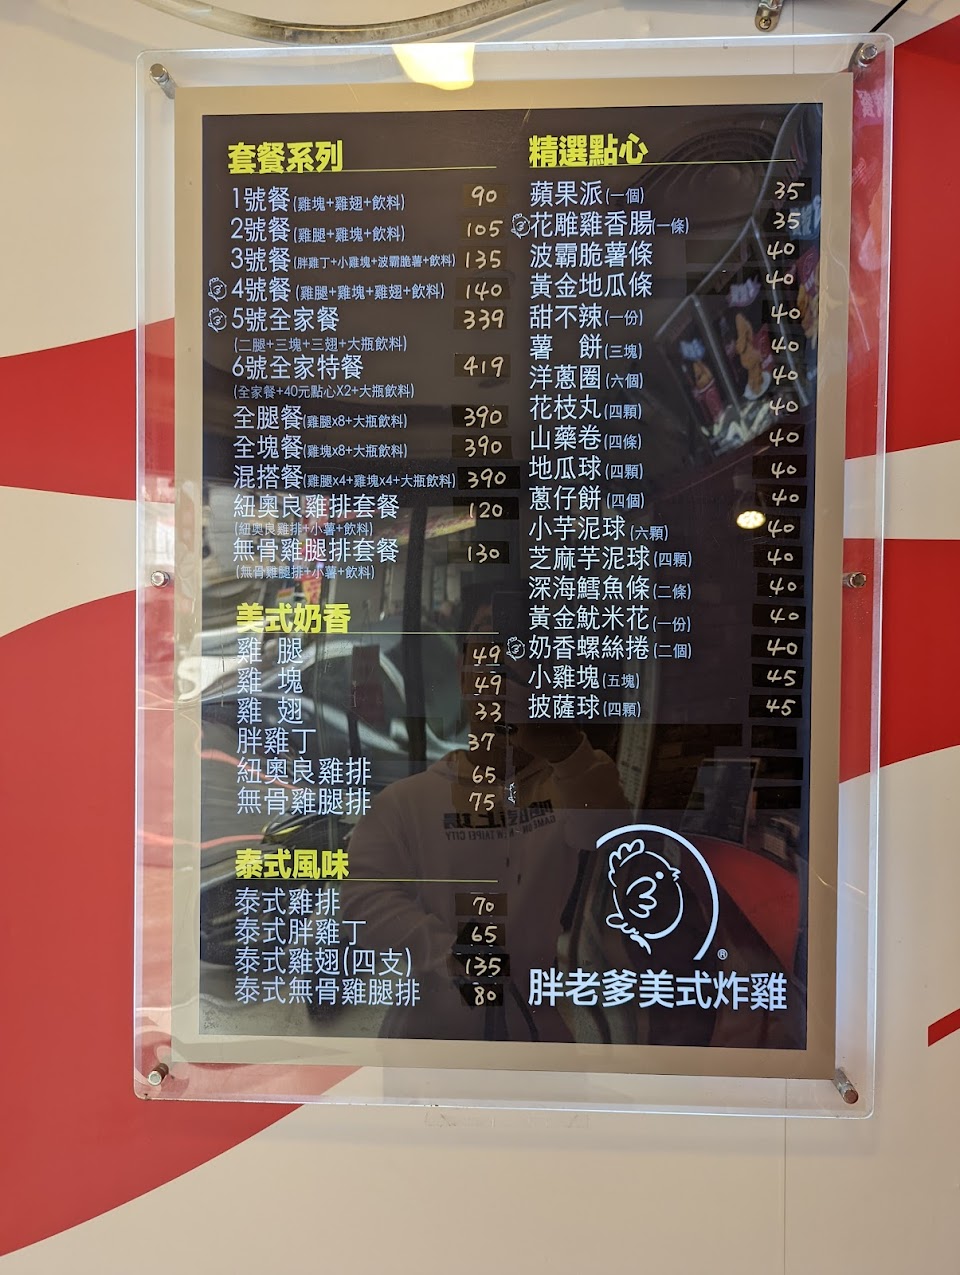 套餐系列
1號餐(雞塊+雞翅+飲料) 90
2號餐(雞腿+雞塊+飲料) 105
3號餐(胖雞丁+小雞塊+波霸脆薯+飲料) 135
4號餐(雞腿+雞塊+雞翅+飲料) 140
5號全家餐 339
(二腿+三塊+三翅+大瓶飲料)
6號全家特餐 419
(全家餐+40元點心X2+大瓶飲料)
全腿餐(雞腿x8+大瓶飲料) 390
全塊餐(雞塊x8+大瓶飲料) 390
混搭餐(雞腿x4+雞塊x4+大瓶飲料) 390
紐奧良雞排套餐 120
(紐奧良雞排+小薯+飲料)
無骨雞腿排套餐 130
(無骨雞腿排+小薯+飲料)
美式奶香
雞 腿 49
雞 塊 49
雞 翅 33
胖雞丁 37
紐奧良雞排 65
無骨雞腿排 75
泰式風味
泰式雞排 70
泰式胖雞丁 65
泰式雞翅(四支) 135
泰式無骨雞腿排 80
精選點心
蘋果派(一個) 35
花雕雞香腸(一條) 35
波霸脆薯條 40
黃金地瓜條 40
甜不辣(一份) 40
薯 餅(三塊) 40
洋蔥圈(六個) 40
花枝丸(四顆) 40
山藥卷(四條) 40
地瓜球(四顆) 40
蔥仔餅(四個) 40
小芋泥球(六顆) 40
芝麻芋泥球(四顆) 40
深海鱈魚條(二條) 40
黃金魷米花(一份) 40
奶香螺絲捲(二個) 40
小雞塊(五塊) 45
披薩球(四顆) 45
®
胖老爹美式炸雞